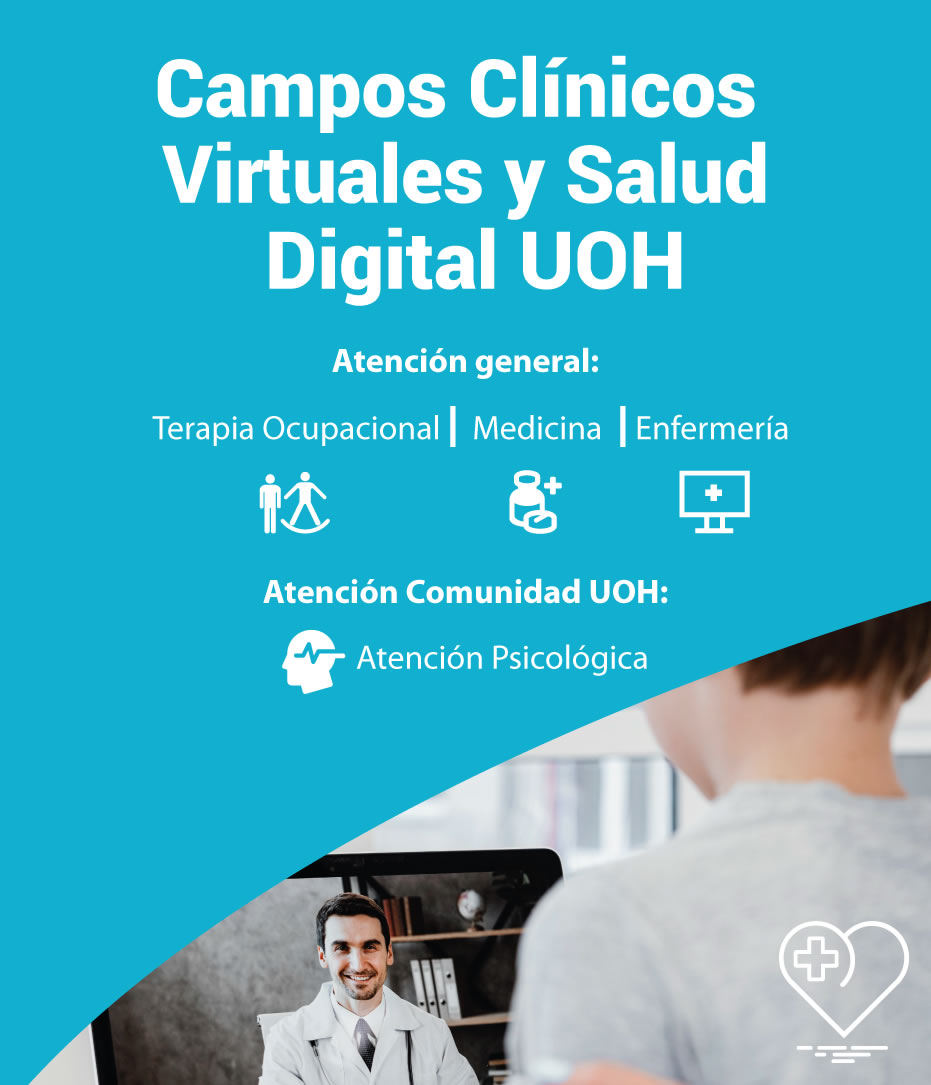 Campos Clínicos
Virtuales y Salud
Digital UOH
Atención general:
Terapia Ocupacional | Medicina | Enfermería
Atención Comunidad UOH:
Atención Psicológica